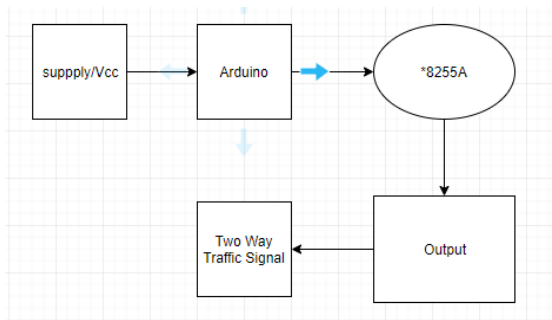 suppply/Vcc
Arduino
*8255A
Two Way
Traffic Signal
Output